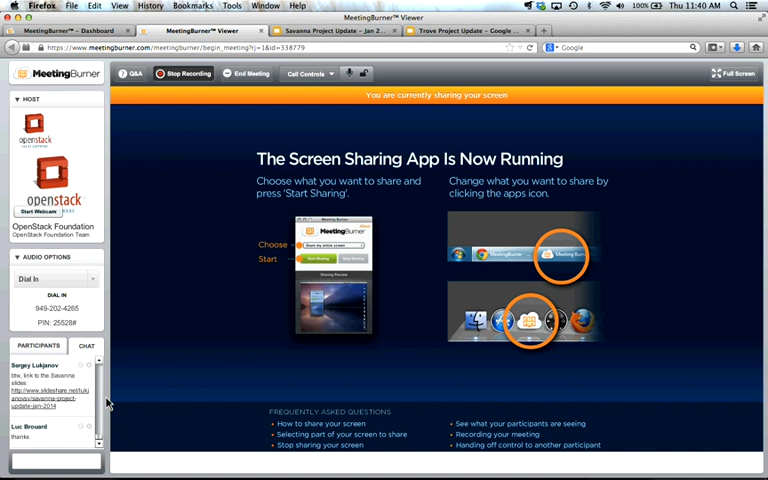 Firefox File Edit View History Bookmarks Tools Window Help
100% Thu 11:40 AM
MeetingBurner™ Viewer
MeetingBurner™ – Dashboard
MeetingBurner™ Viewer
Savanna Project Update – Jan 2...
Trove Project Update – Google ...
https://www.meetingburner.com/meetingburner/begin_meeting?rj=1&id=338779
Google
MeetingBurner
Q&A
Stop Recording
End Meeting
Call Controls
Full Screen
You are currently sharing your screen
HOST
openstack
openstack
Start Webcam
OpenStack Foundation
OpenStack Foundation Team
AUDIO OPTIONS
Dial In
DIAL IN
949-202-4265
PIN: 25528#
PARTICIPANTS
CHAT
Sergey Lukjanov
btw, link to the Savanna
slides:
http://www.slideshare.net/lukj
anovsv/savanna-project-
update-jan-2014
Luc Brouard
thanks
The Screen Sharing App Is Now Running
Choose what you want to share and
press 'Start Sharing'.
Change what you want to share by
clicking the apps icon.
MeetingBurner
Choose
Share my entire screen
Start
Start Sharing
Stop Sharing
Sharing Preview
MeetingBurner
Meeting Burn
FREQUENTLY ASKED QUESTIONS
• How to share your screen
• Selecting part of your screen to share
• Stop sharing your screen
• See what your participants are seeing
• Recording your meeting
• Handing off control to another participant